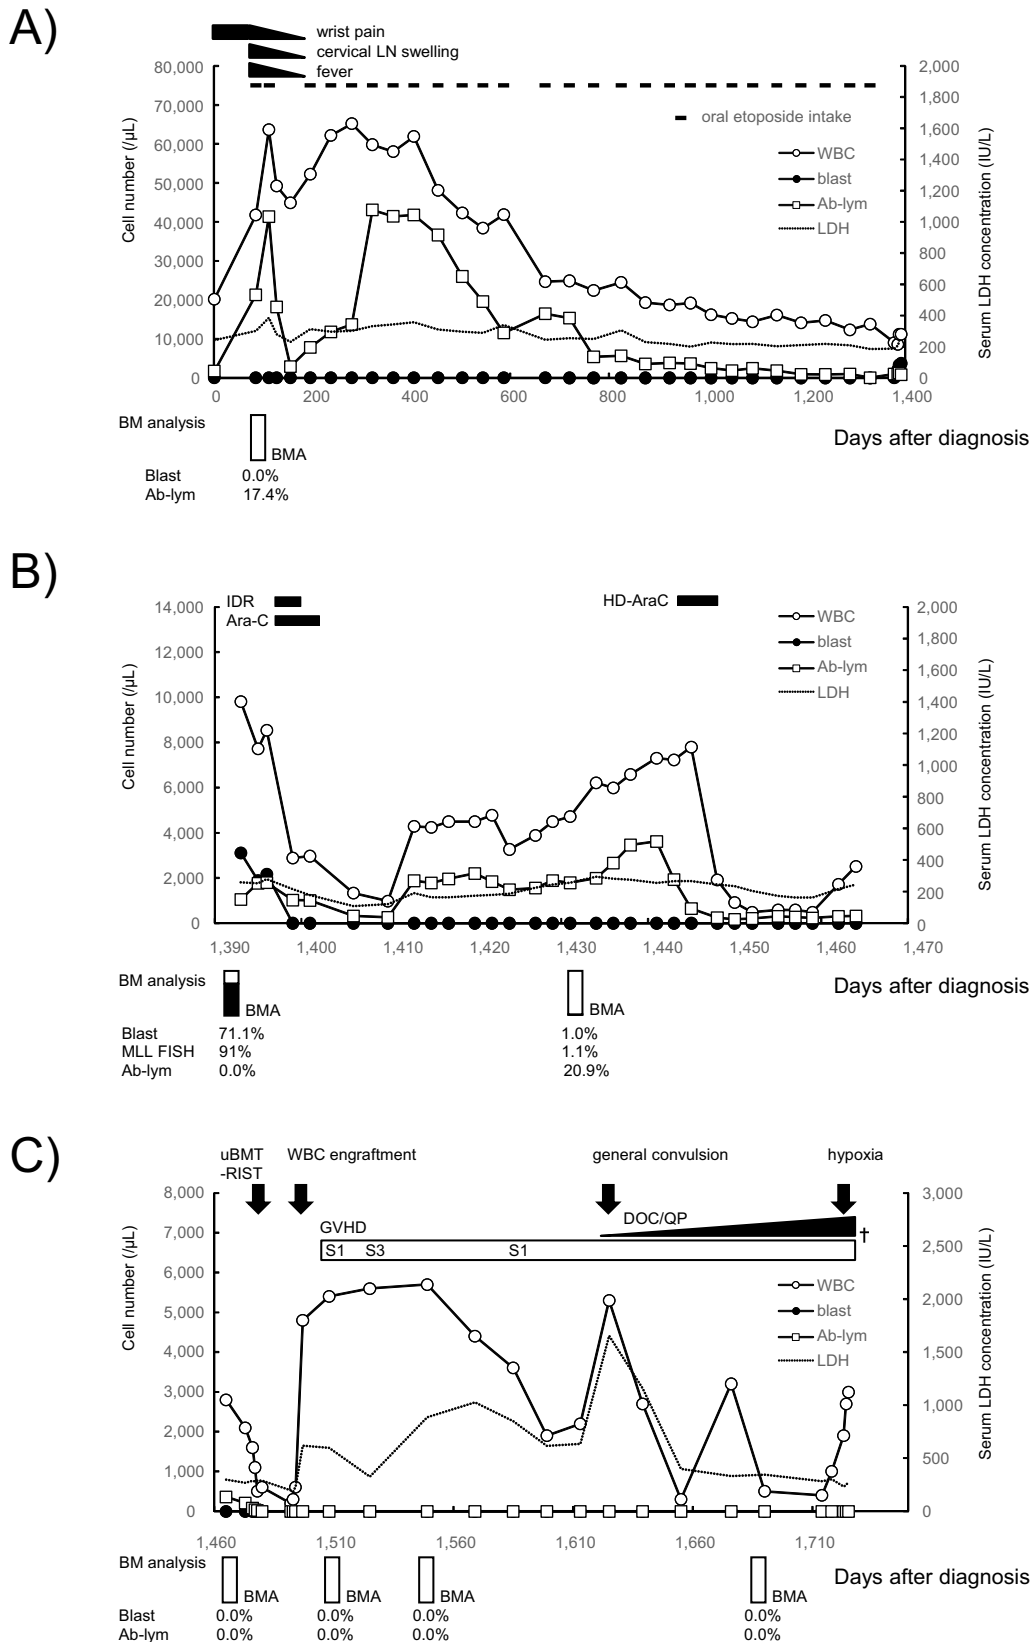 A)
wrist pain
cervical LN swelling
fever
80,000
70,000
60,000
50,000
40,000
30,000
20,000
10,000
0
Cell number (/µL)
2,000
1,800
1,600
1,400
1,200
1,000
800
600
400
200
0
Serum LDH concentration (IU/L)
oral etoposide intake
WBC
blast
Ab-lym
LDH
0 200 400 600 800 1,000 1,200 1,400
Days after diagnosis
BM analysis
BMA
Blast 0.0%
Ab-lym 17.4%
B)
IDR
Ara-C
HD-AraC
14,000
12,000
10,000
8,000
6,000
4,000
2,000
0
Cell number (/µL)
2,000
1,800
1,600
1,400
1,200
1,000
800
600
400
200
0
Serum LDH concentration (IU/L)
WBC
blast
Ab-lym
LDH
1,390 1,400 1,410 1,420 1,430 1,440 1,450 1,460 1,470
Days after diagnosis
BM analysis
BMA BMA
Blast 71.1% 1.0%
MLL FISH 91% 1.1%
Ab-lym 0.0% 20.9%
C)
uBMT
-RIST
WBC engraftment
general convulsion
hypoxia
GVHD
DOC/QP
†
S1 S3 S1
8,000
7,000
6,000
5,000
4,000
3,000
2,000
1,000
0
Cell number (/µL)
3,000
2,500
2,000
1,500
1,000
500
0
Serum LDH concentration (IU/L)
WBC
blast
Ab-lym
LDH
1,460 1,510 1,560 1,610 1,660 1,710
Days after diagnosis
BM analysis
BMA BMA BMA BMA
Blast 0.0% 0.0% 0.0% 0.0%
Ab-lym 0.0% 0.0% 0.0% 0.0%